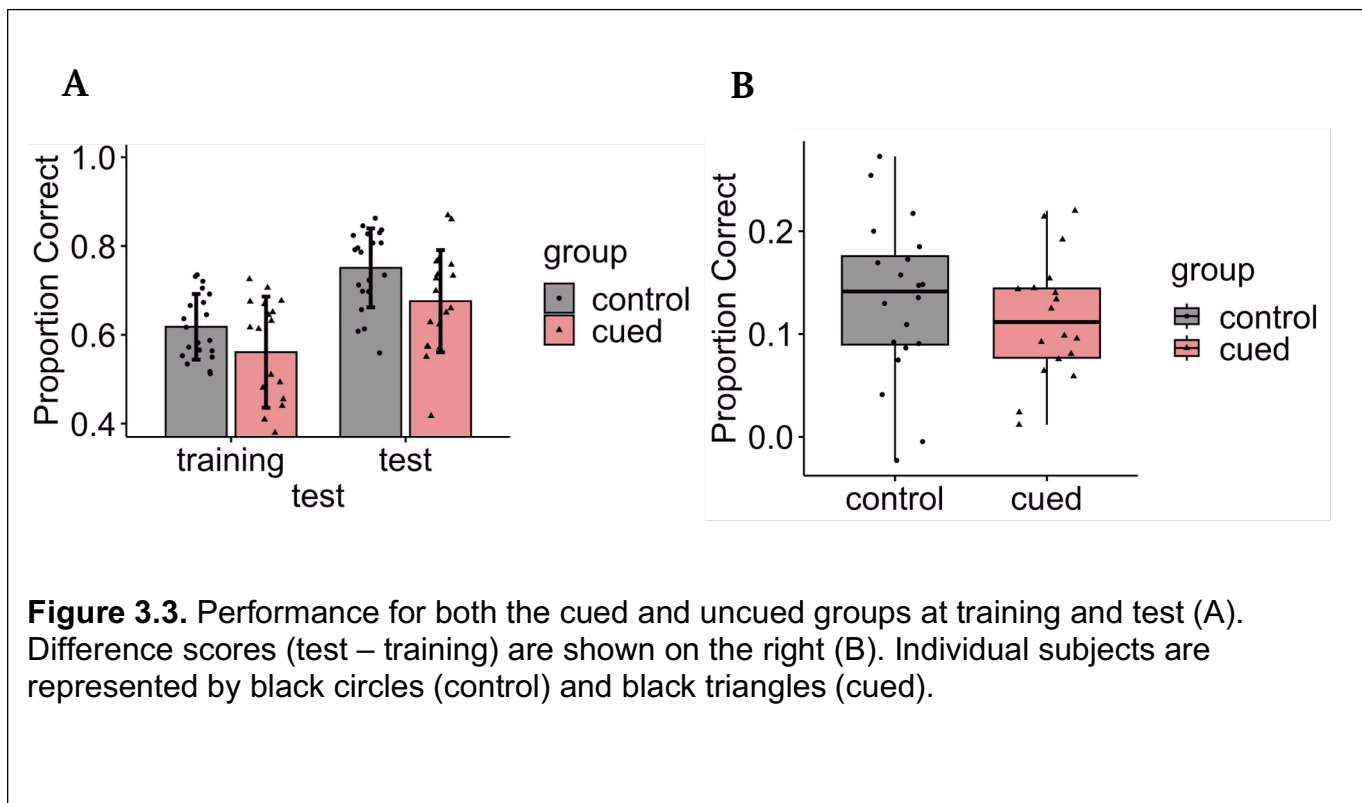 A
B
Proportion Correct
1.0
0.8
0.6
0.4
training
test
test
group
control
cued
Proportion Correct
0.2
0.1
0.0
control
cued
group
control
cued
Figure 3.3. Performance for both the cued and uncued groups at training and test (A).
Difference scores (test – training) are shown on the right (B). Individual subjects are
represented by black circles (control) and black triangles (cued).